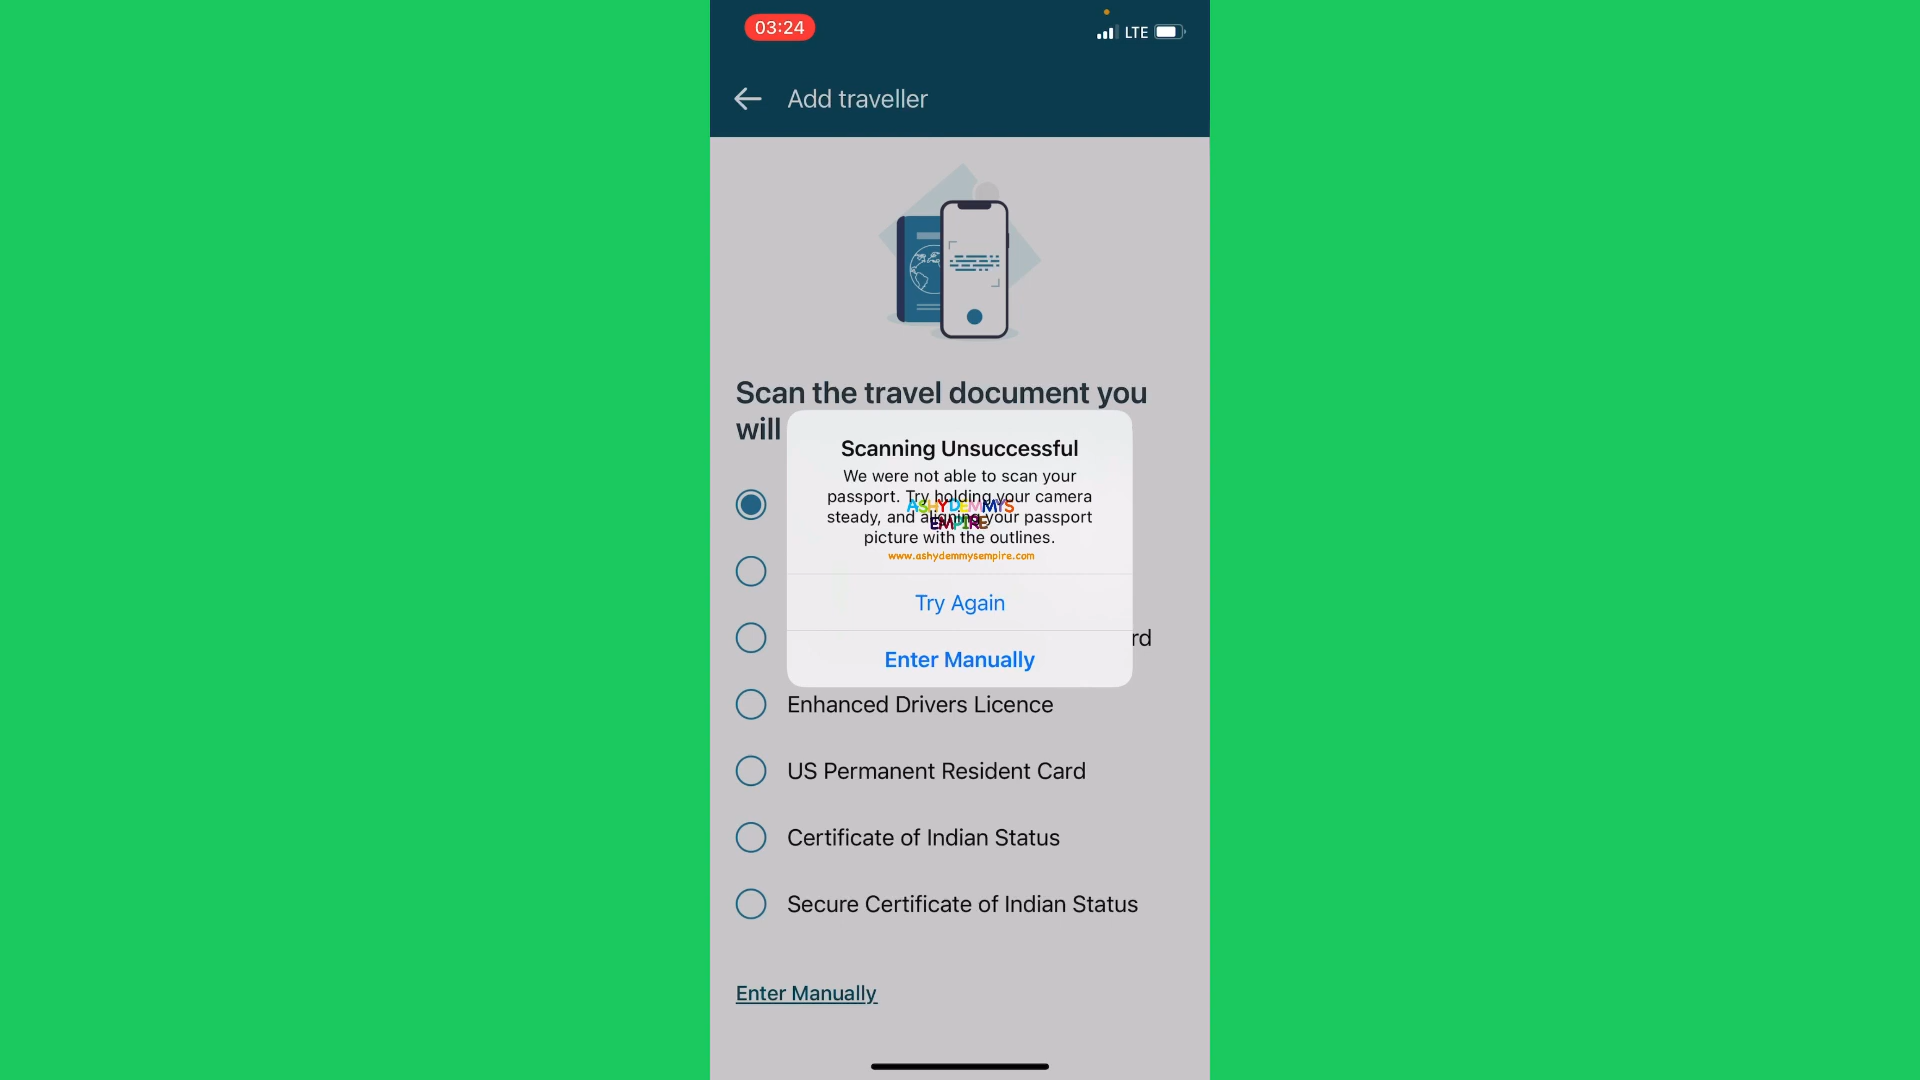 03:24
LTE
Add traveller
Scan the travel document you
will
Scanning Unsuccessful
We were not able to scan your
passport. Try holding your camera
steady, and aligning your passport
picture with the outlines.
ASHYDEMMYS
EMPIRE
www.ashydemmysempire.com
Try Again
rd
Enter Manually
Enhanced Drivers Licence
US Permanent Resident Card
Certificate of Indian Status
Secure Certificate of Indian Status
Enter Manually